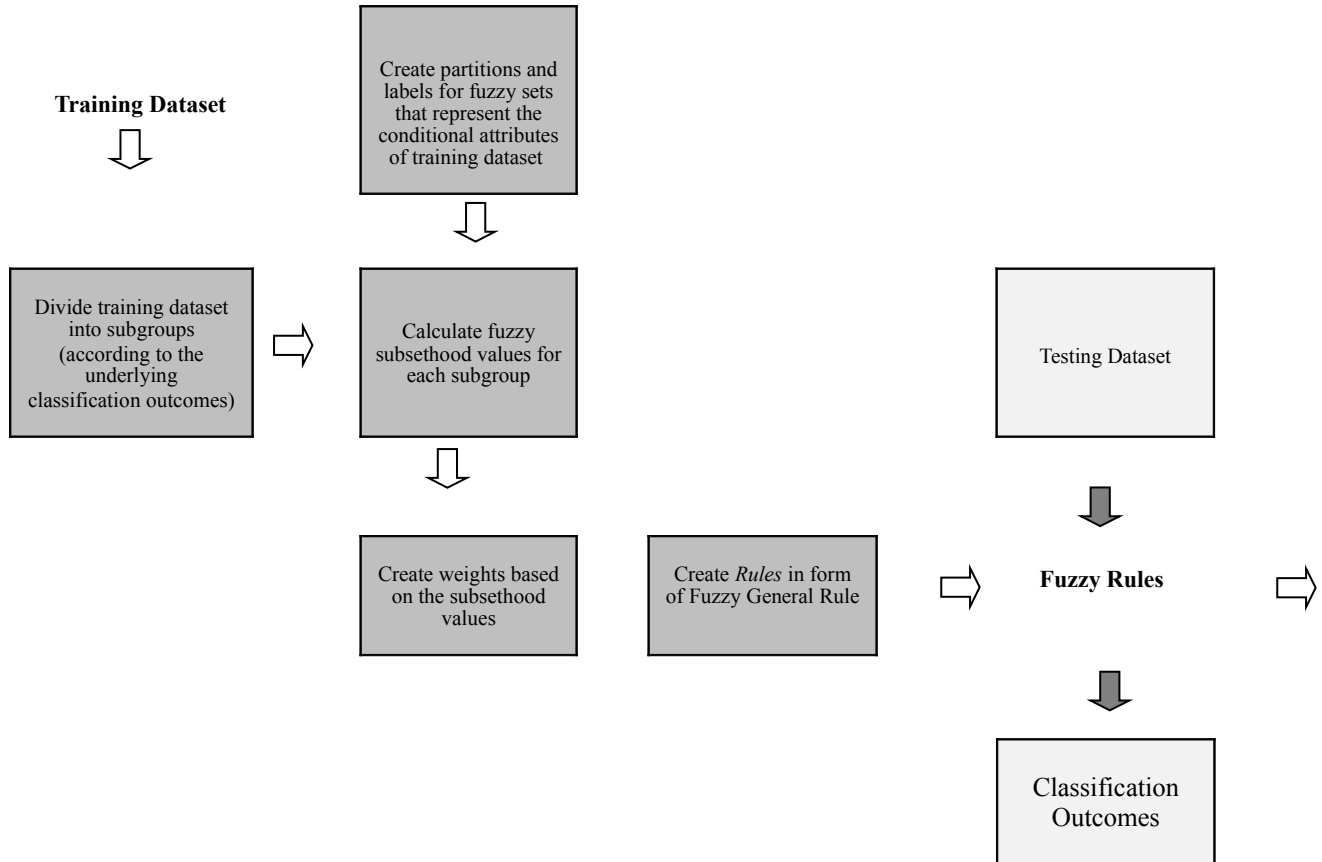 Training Dataset
Create partitions and
labels for fuzzy sets
that represent the
conditional attributes
of training dataset
Divide training dataset
into subgroups
(according to the
underlying
classification outcomes)
Calculate fuzzy
subsethood values for
each subgroup
Testing Dataset
Create weights based
on the subsethood
values
Create Rules in form
of Fuzzy General Rule
Fuzzy Rules
Classification
Outcomes